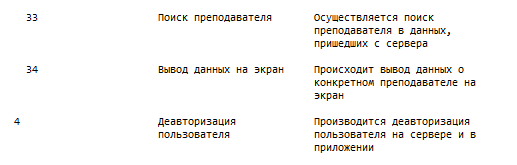 33 Поиск преподавателя Осуществляется поиск
преподавателя в данных,
пришедших с сервера
34 Вывод данных на экран Происходит вывод данных о
конкретном преподавателе на
экран
4 Деавторизация Производится деавторизация
пользователя пользователя на сервере и в
приложении